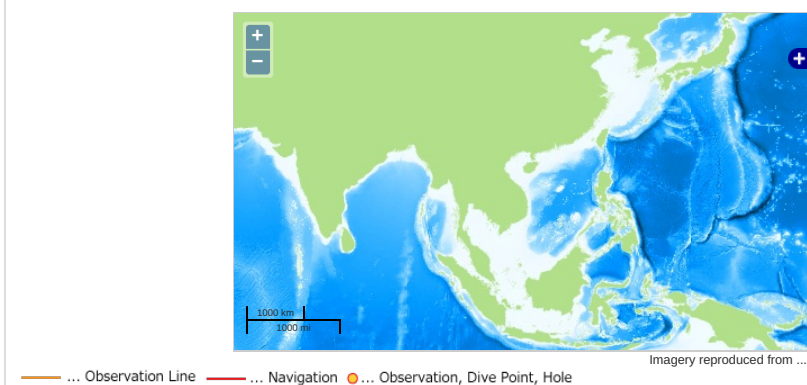 +
−
+
1000 km
1000 mi
Imagery reproduced from ...
... Observation Line ... Navigation ... Observation, Dive Point, Hole